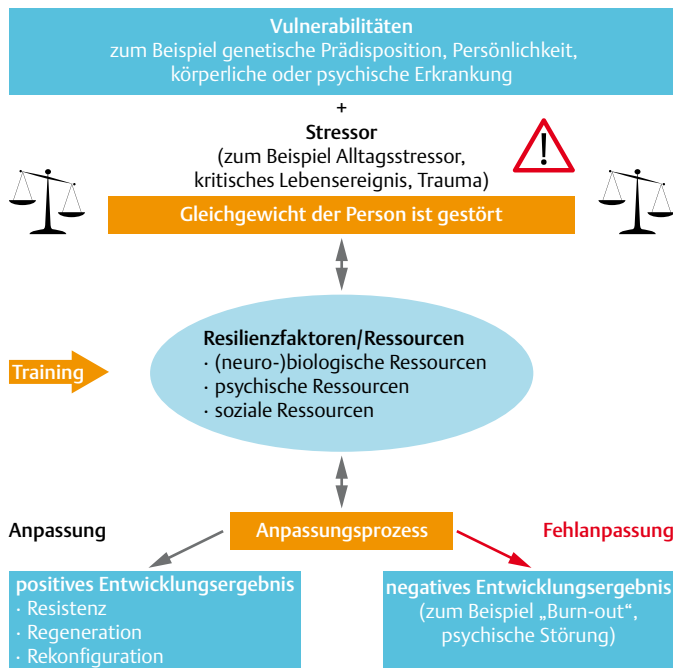 Vulnerabilitäten
zum Beispiel genetische Prädisposition, Persönlichkeit,
körperliche oder psychische Erkrankung
+
Stressor
(zum Beispiel Alltagsstressor,
kritisches Lebensereignis, Trauma)
!
Gleichgewicht der Person ist gestört
Resilienzfaktoren/Ressourcen
· (neuro-)biologische Ressourcen
· psychische Ressourcen
· soziale Ressourcen
Training
Anpassung
Anpassungsprozess
Fehlanpassung
positives Entwicklungsergebnis
· Resistenz
· Regeneration
· Rekonfiguration
negatives Entwicklungsergebnis
(zum Beispiel „Burn-out“,
psychische Störung)